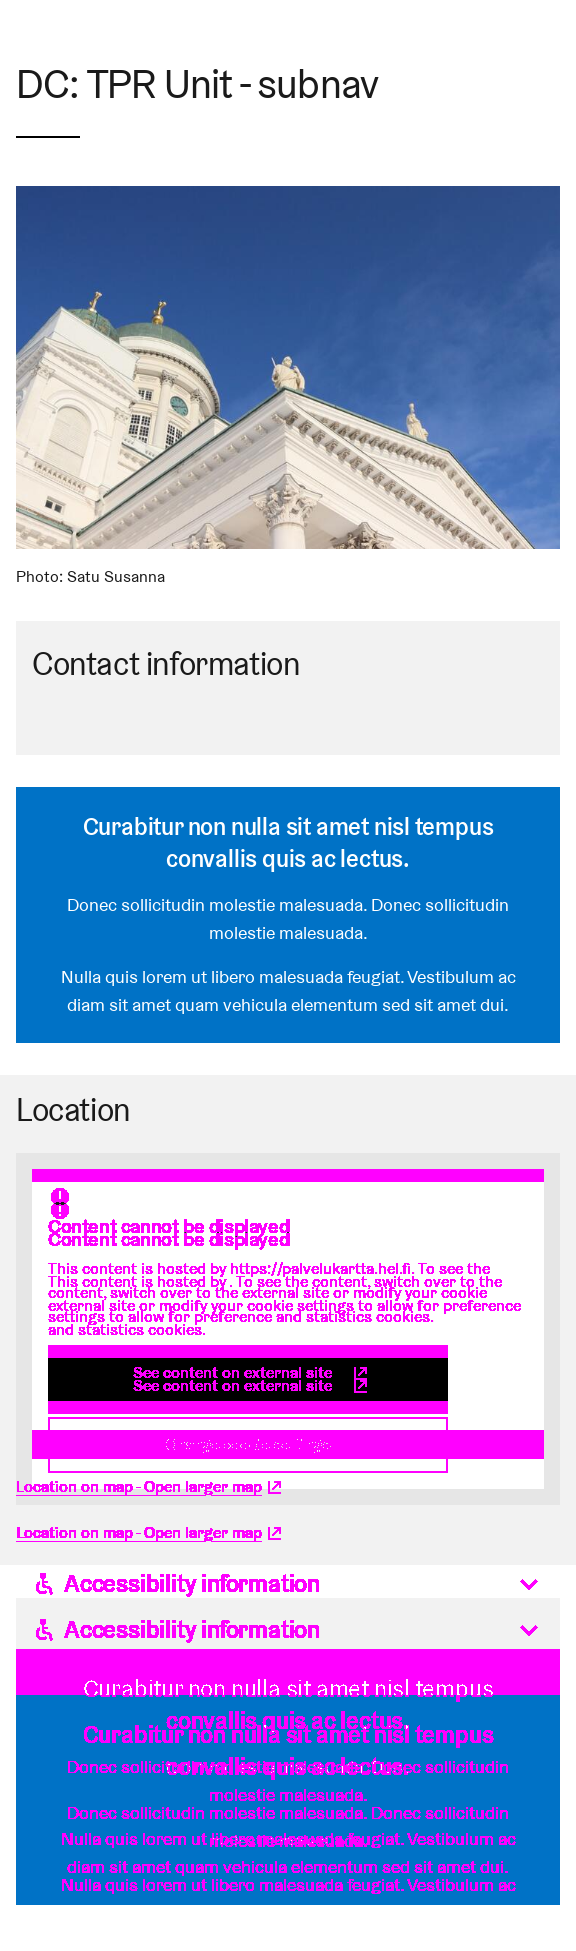 DC: TPR Unit - subnav
Photo: Satu Susanna
Contact information
Curabitur non nulla sit amet nisl tempus
convallis quis ac lectus.
Donec sollicitudin molestie malesuada. Donec sollicitudin
molestie malesuada.
Nulla quis lorem ut libero malesuada feugiat. Vestibulum ac
diam sit amet quam vehicula elementum sed sit amet dui.
Location
Content cannot be displayed
Content cannot be displayed
This content is hosted by https://palvelukartta.hel.fi. To see the
This content is hosted by . To see the content, switch over to the
content, switch over to the external site or modify your cookie
external site or modify your cookie settings to allow for preference
settings to allow for preference and statistics cookies.
and statistics cookies.
See content on external site
See content on external site
Location on map - Open larger map
Location on map - Open larger map
Accessibility information
Accessibility information
Curabitur non nulla sit amet nisl tempus
convallis quis ac lectus.
Curabitur non nulla sit amet nisl tempus
convallis quis ac lectus.
Donec sollicitudin molestie malesuada. Donec sollicitudin
molestie malesuada.
Donec sollicitudin molestie malesuada. Donec sollicitudin
molestie malesuada.
Nulla quis lorem ut libero malesuada feugiat. Vestibulum ac
diam sit amet quam vehicula elementum sed sit amet dui.
Nulla quis lorem ut libero malesuada feugiat. Vestibulum ac